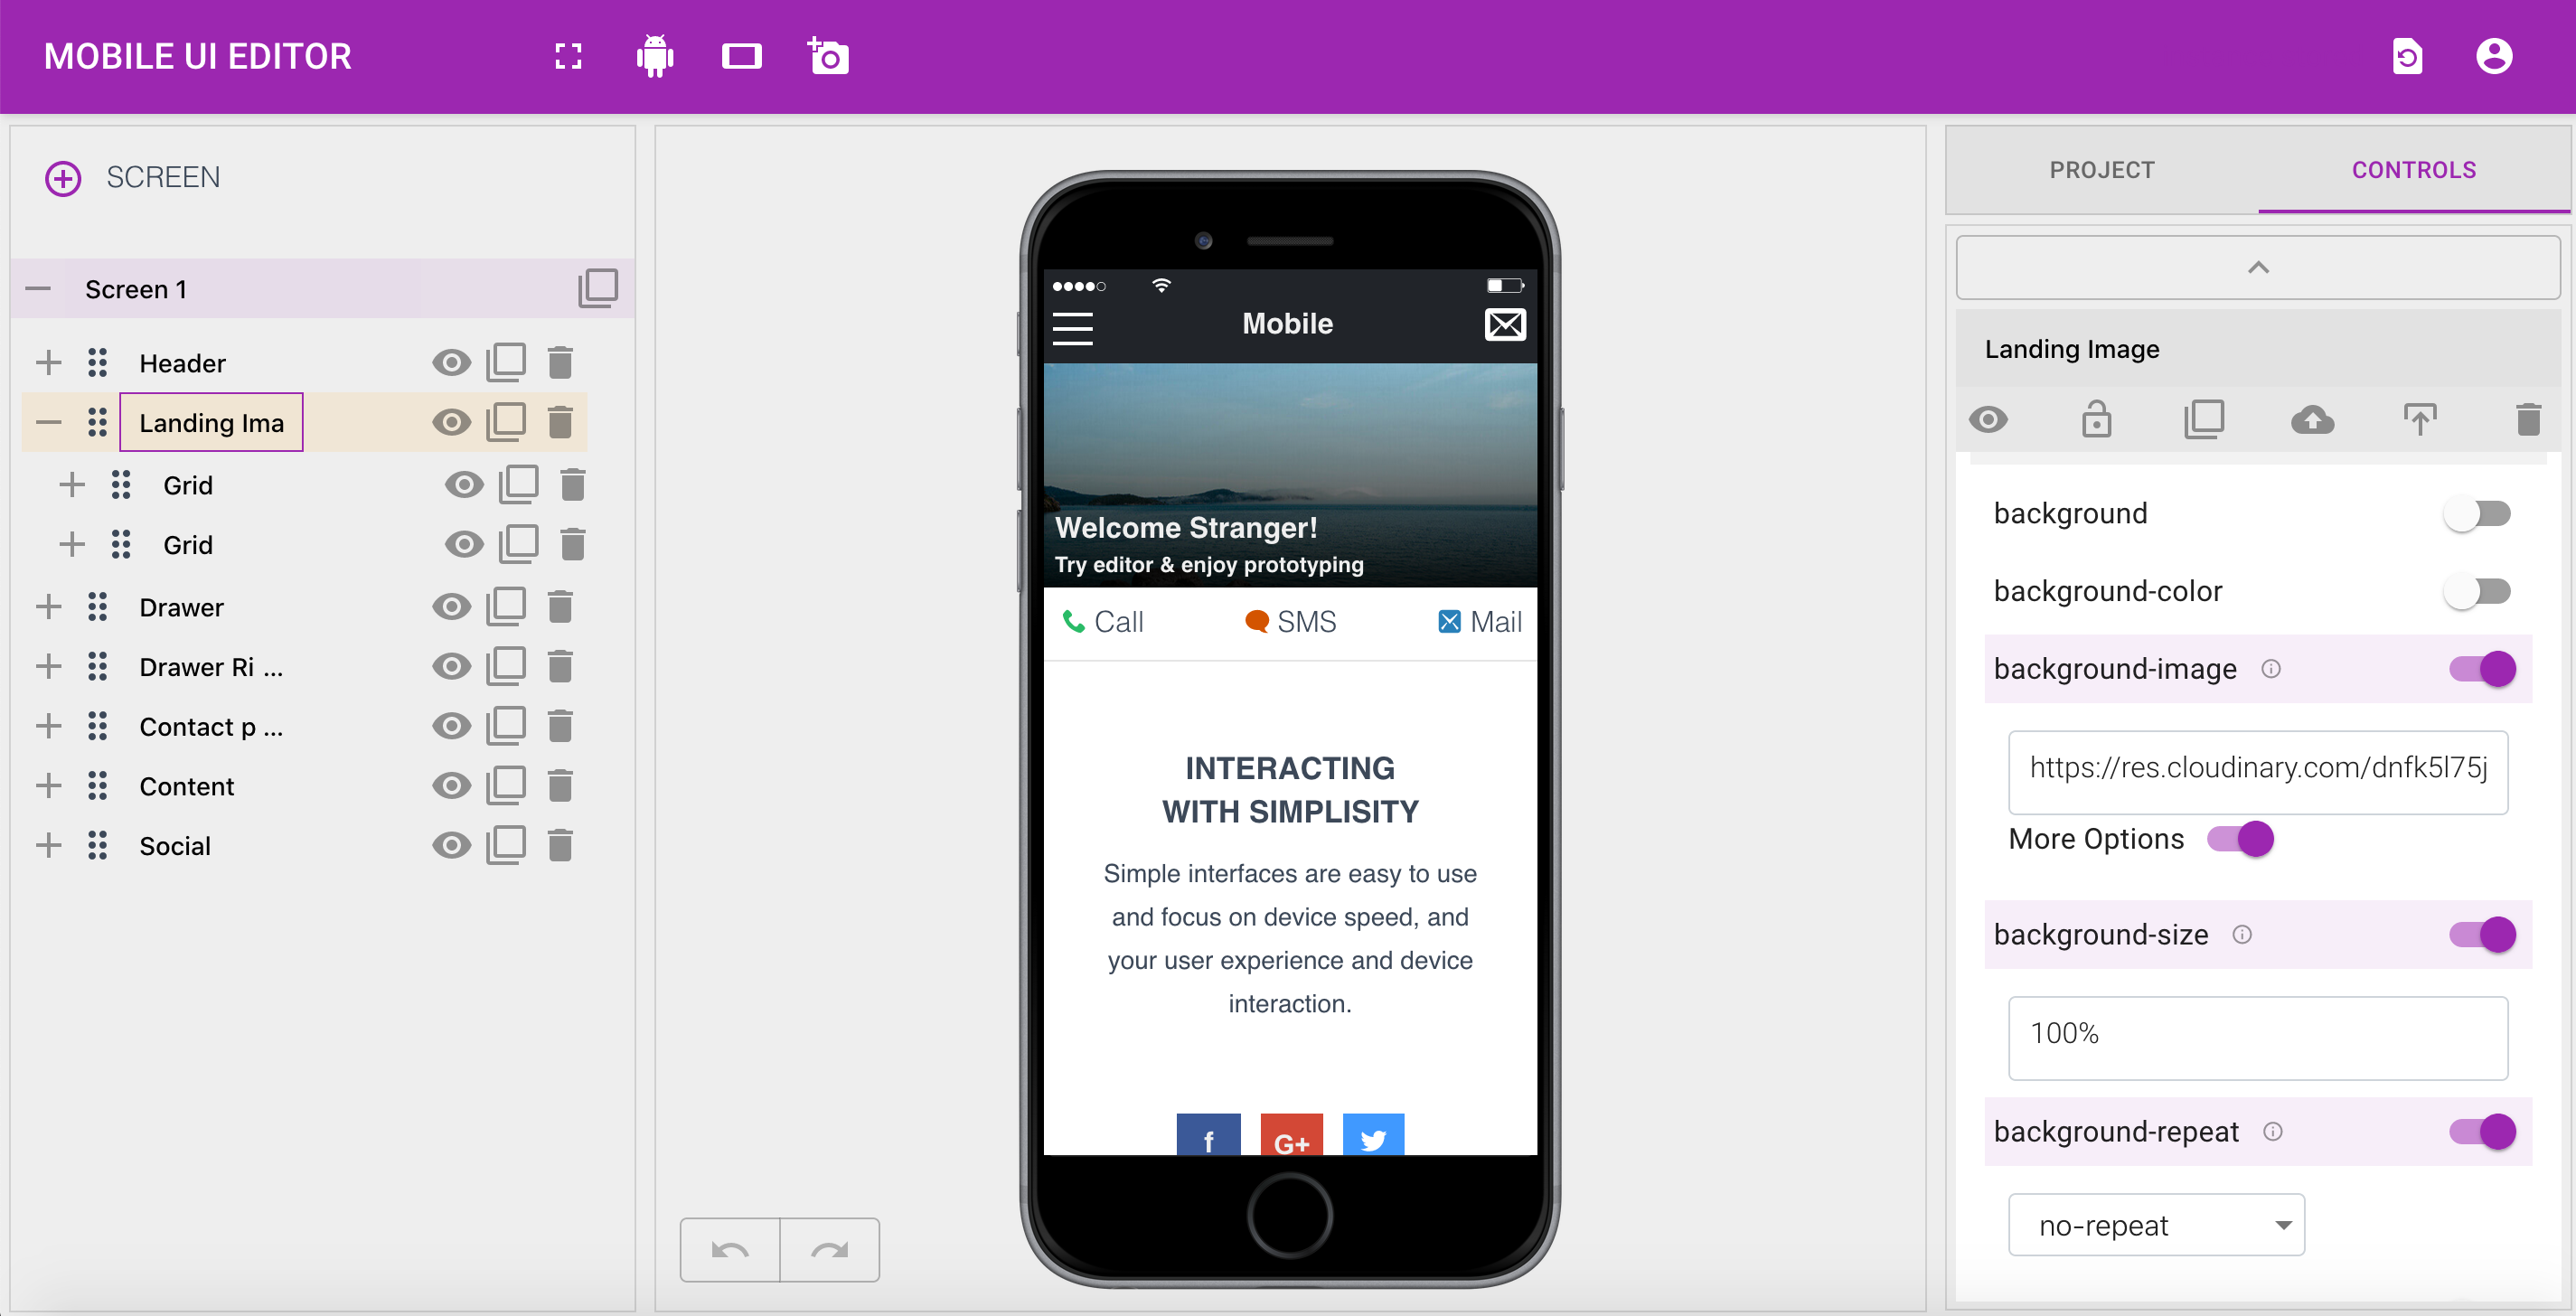 MOBILE UI EDITOR
SCREEN
Screen 1
Header
Landing Ima
Grid
Grid
Drawer
Drawer Ri ...
Contact p ...
Content
Social
Mobile
Welcome Stranger!
Try editor & enjoy prototyping
Call SMS Mail
INTERACTING
WITH SIMPLISITY
Simple interfaces are easy to use
and focus on device speed, and
your user experience and device
interaction.
f G+
PROJECT CONTROLS
Landing Image
background
background-color
background-image
https://res.cloudinary.com/dnfk5l75j
More Options
background-size
100%
background-repeat
no-repeat